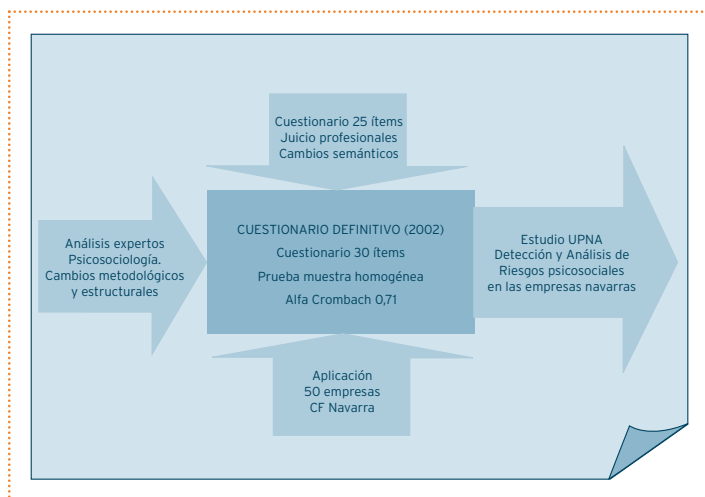 Cuestionario 25 ítems
Juicio profesionales
Cambios semánticos
Análisis expertos
Psicosociología.
Cambios metodológicos
y estructurales
CUESTIONARIO DEFINITIVO (2002)
Cuestionario 30 ítems
Prueba muestra homogénea
Alfa Crombach 0,71
Estudio UPNA
Detección y Análisis de
Riesgos psicosociales
en las empresas navarras
Aplicación
50 empresas
CF Navarra